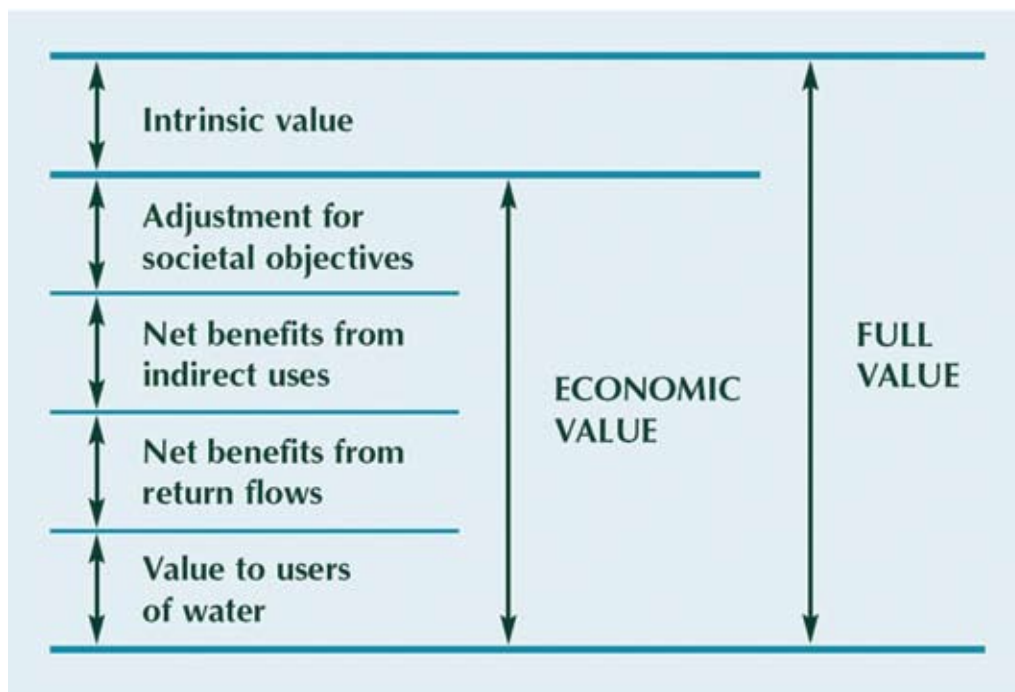 Intrinsic value
Adjustment for
societal objectives
Net benefits from
indirect uses
Net benefits from
return flows
Value to users
of water
ECONOMIC
VALUE
FULL
VALUE